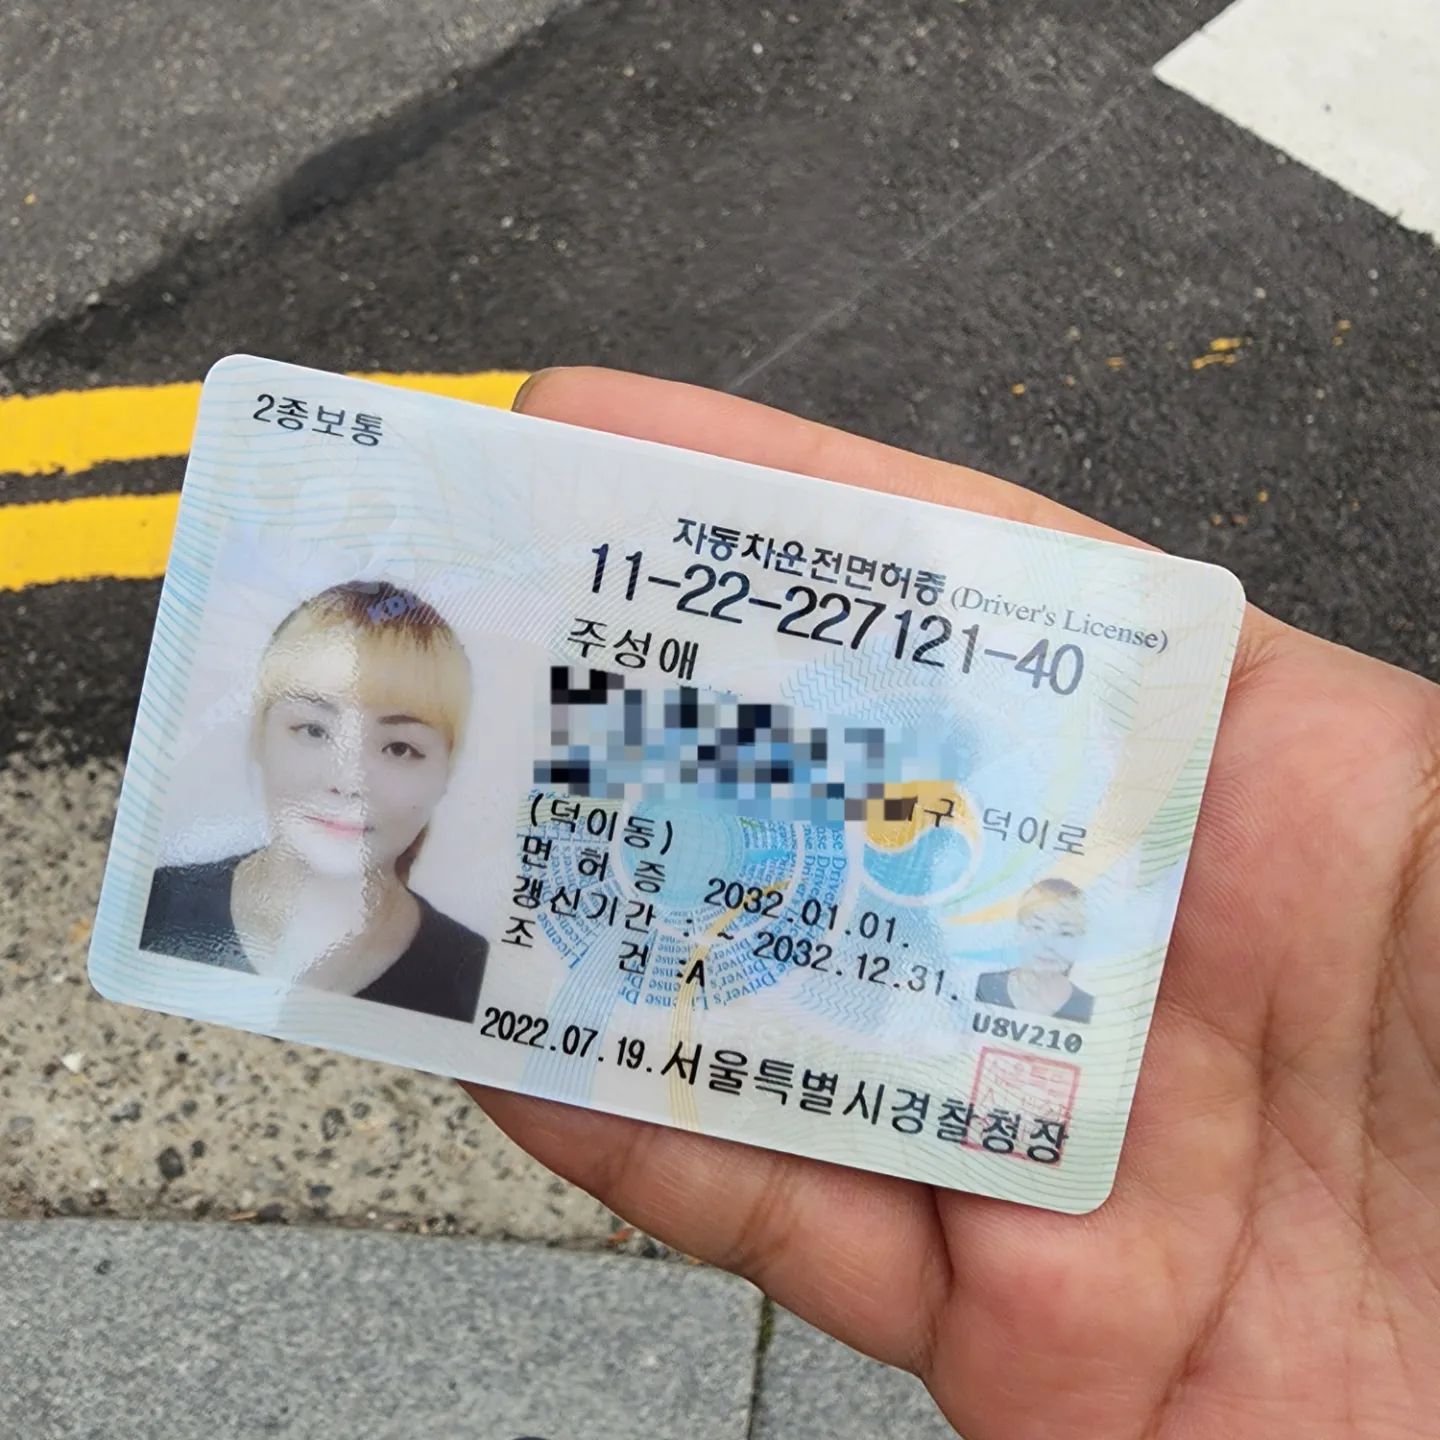 2종보통
자동차운전면허증 (Driver's License)
11-22-227121-40
주성애
구 덕이로
(덕이동)
면 허 증 2032.01.01.
갱신기간 : ~ 2032.12.31.
조 건 :A
U8V210
2022.07.19. 서울특별시경찰청장